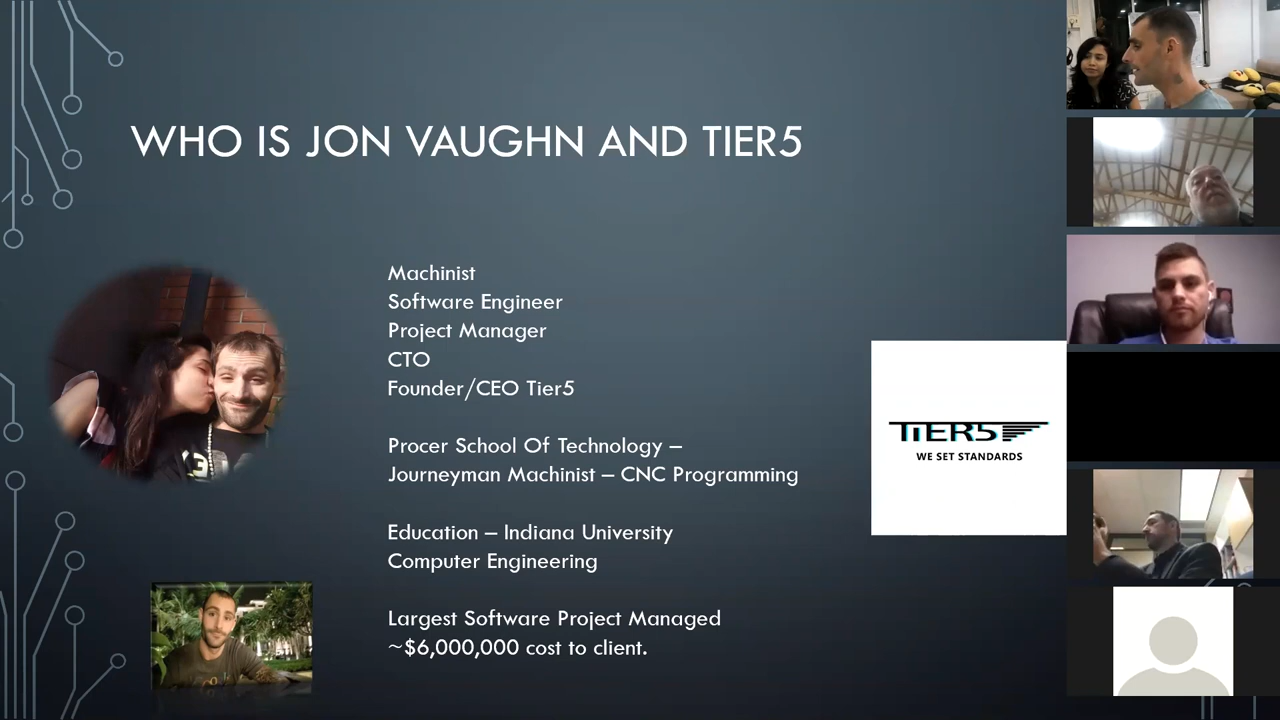 WHO IS JON VAUGHN AND TIER5
Machinist
Software Engineer
Project Manager
CTO
Founder/CEO Tier5
Procer School Of Technology –
Journeyman Machinist – CNC Programming
Education – Indiana University
Computer Engineering
Largest Software Project Managed
~$6,000,000 cost to client.
TIER5
WE SET STANDARDS